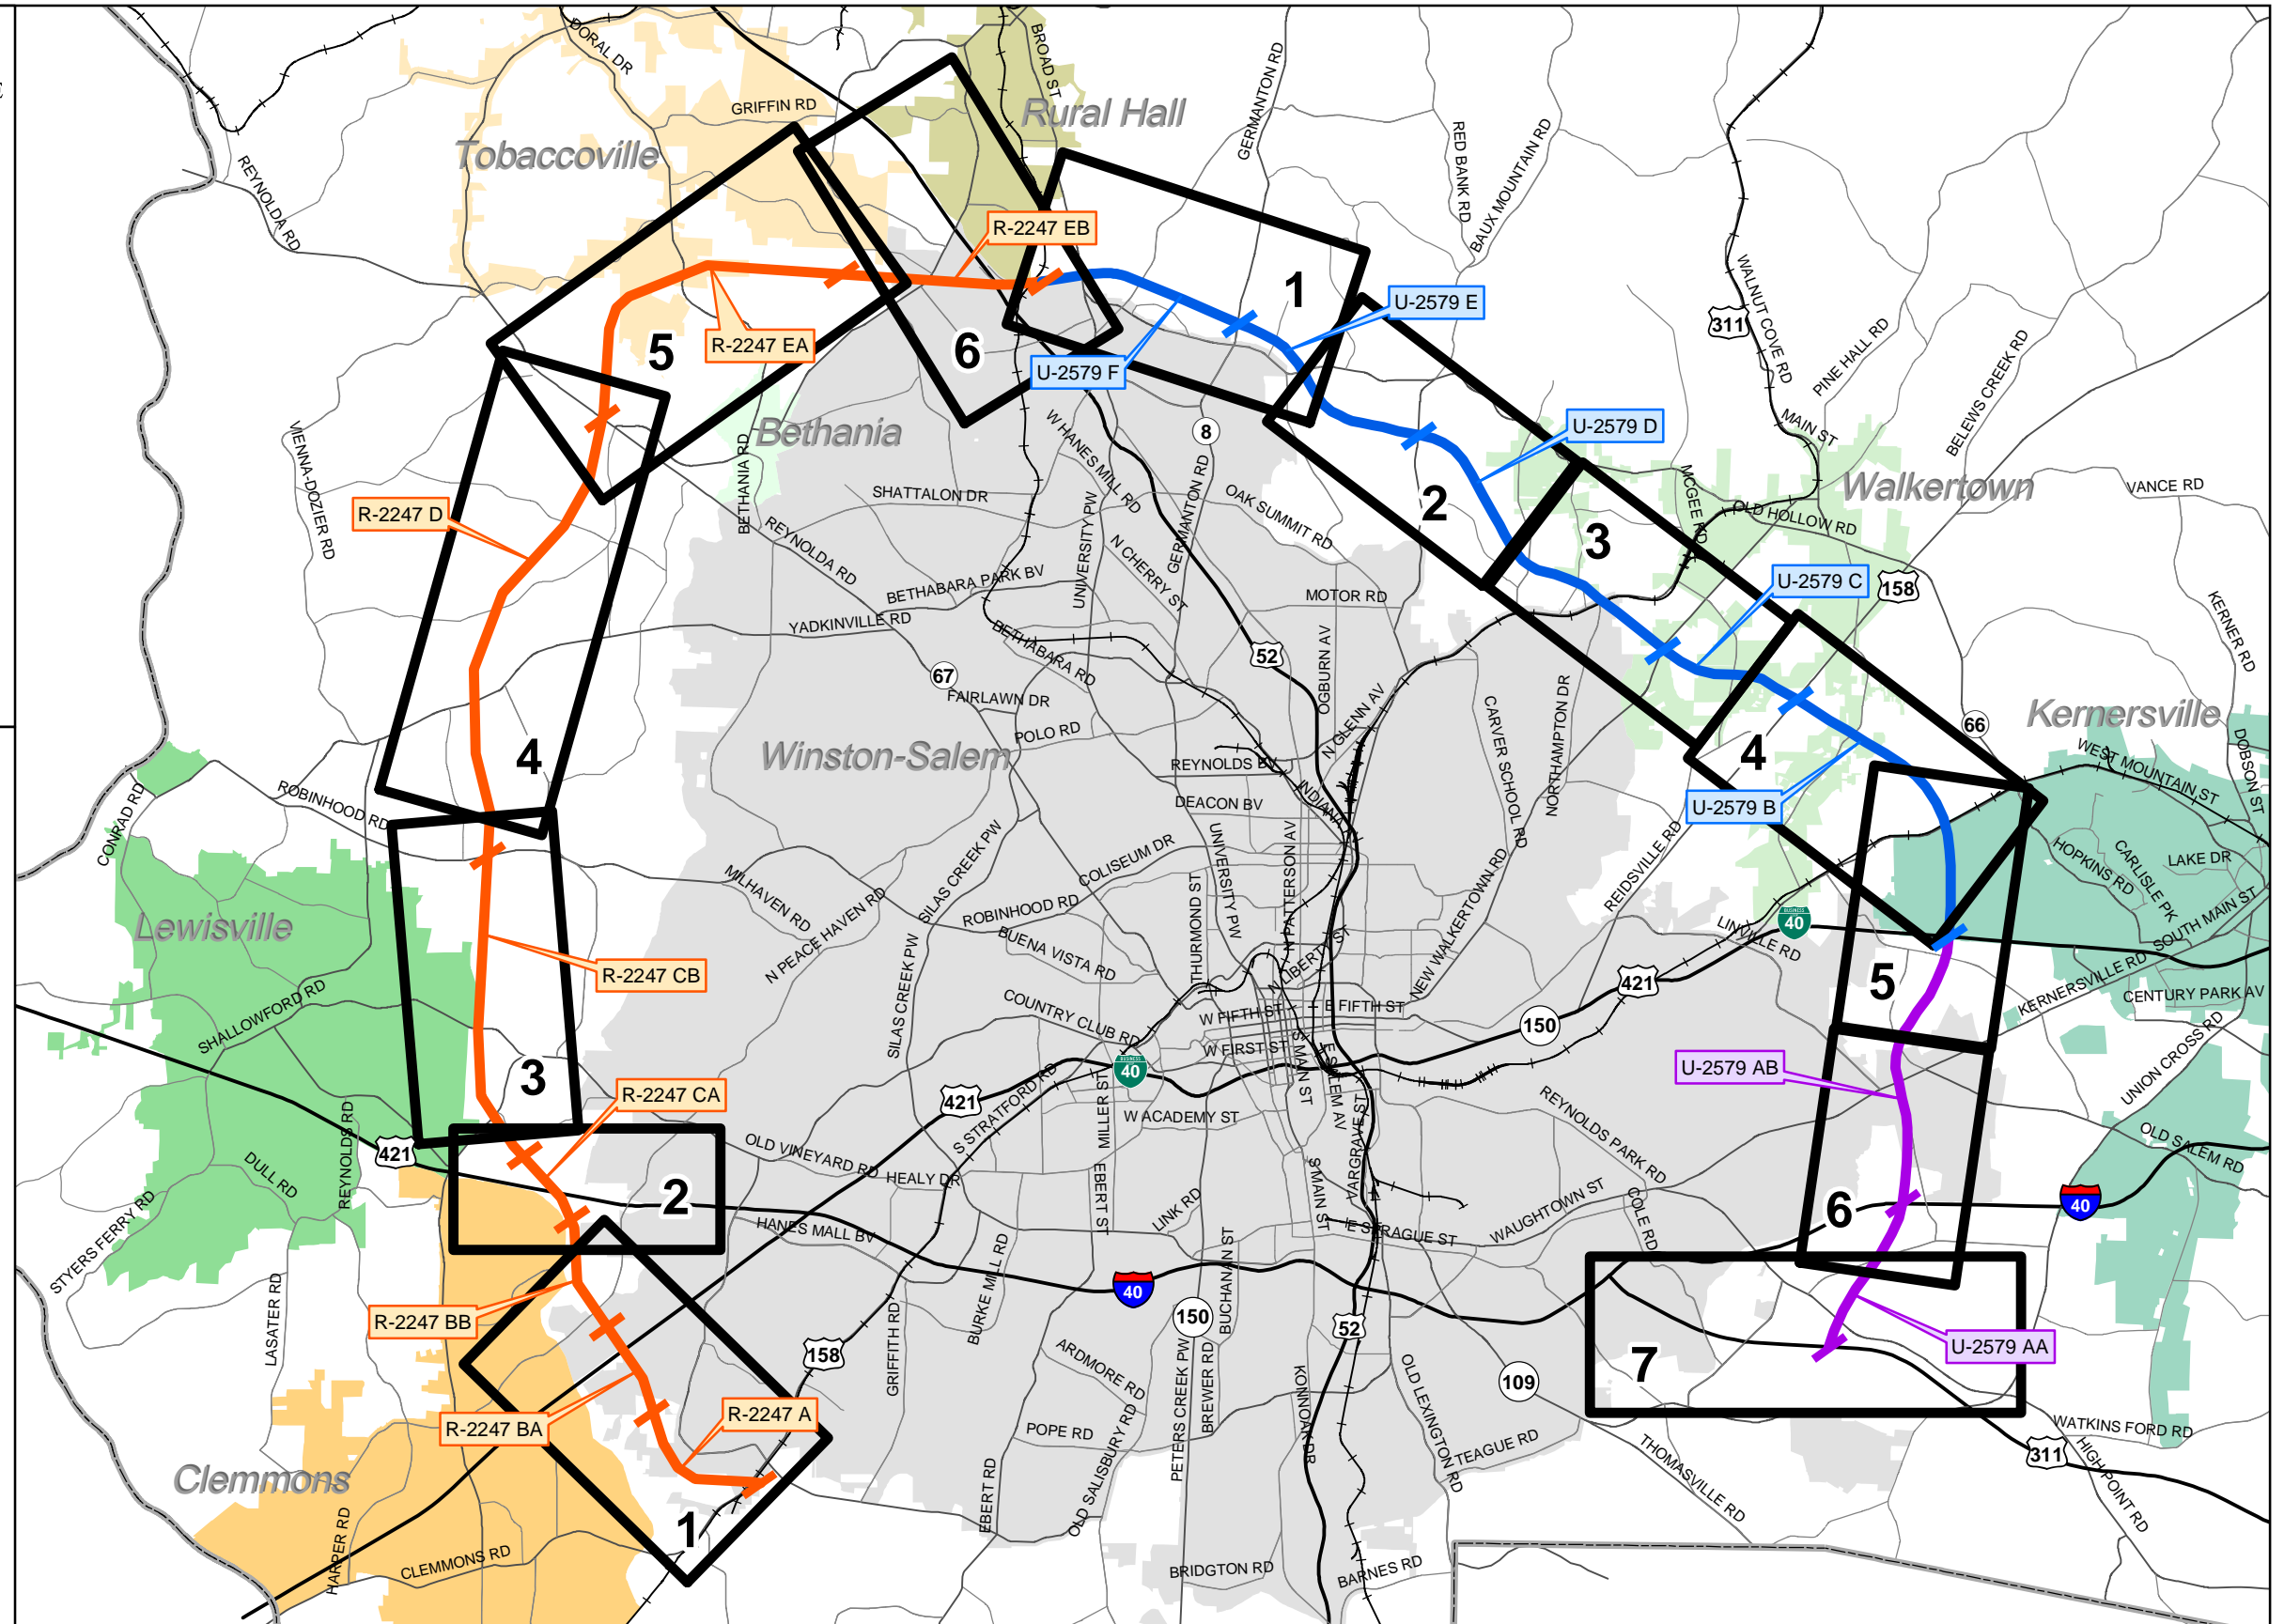 DORAL DR
BROAD ST
Rural Hall
GERMANTON RD
GRIFFIN RD
Tobaccoville
RED BANK RD
BAUX MOUNTAIN RD
REYNOLDA RD
R-2247 EB
WALNUT COVE RD
1
U-2579 E
311
PINE HALL RD
BELEWS CREEK RD
R-2247 EA
5
6
U-2579 F
Bethania
BETHANIA RD
W HANES MILL RD
8
U-2579 D
MAIN ST
VIENNA-DOZIER RD
SHATTALON DR
UNIVERSITY PW
GERMANTON RD
OAK SUMMIT RD
2
MCGEE RD
Walkertown
VANCE RD
OLD HOLLOW RD
R-2247 D
REYNOLDA RD
N CHERRY ST
3
BETHABARA PARK BV
MOTOR RD
U-2579 C
158
YADKINVILLE RD
BETHABARA RD
52
OGBURN AV
KERNER RD
67
FAIRLAWN DR
N GLENN AV
CARVER SCHOOL RD
NORTHAMPTON DR
POLO RD
Winston-Salem
66
Kernersville
4
REYNOLDS BV
4
WEST MOUNTAIN ST
DOBSON ST
CONRAD RD
ROBINHOOD RD
DEACON BV
INDIANA
U-2579 B
MILHAVEN RD
N PEACE HAVEN RD
SILAS CREEK PW
COLISEUM DR
UNIVERSITY PW
N PATTERSON AV
NEW WALKERTOWN RD
REIDSVILLE RD
HOPKINS RD
CARLISLE PK
LAKE DR
SOUTH MAIN ST
Lewisville
ROBINHOOD RD
BUENA VISTA RD
THURMOND ST
N LIBERTY ST
LINVILLE RD
BUSINESS
40
R-2247 CB
SILAS CREEK PW
421
5
KERNERSVILLE RD
CENTURY PARK AV
SHALLOWFORD RD
COUNTRY CLUB RD
W FIFTH ST
E FIFTH ST
150
W FIRST ST
S MAIN ST
E SALEM AV
U-2579 AB
UNION CROSS RD
3
R-2247 CA
421
S STRATFORD RD
BUSINESS
40
MILLER ST
W ACADEMY ST
VARGRAVE ST
REYNOLDS PARK RD
REYNOLDS RD
421
DULL RD
OLD VINEYARD RD
HEALY DR
OLD SALEM RD
2
EBERT ST
LINK RD
S MAIN ST
WAUGHTOWN ST
COLE RD
6
40
STYERS FERRY RD
HANES MALL BV
BURKE MILL RD
BUCHANAN ST
E SPRAGUE ST
LASATER RD
R-2247 BB
GRIFFITH RD
40
150
52
7
U-2579 AA
158
ARDMORE RD
PETERS CREEK PW
BREWER RD
KONNOAK DR
OLD LEXINGTON RD
109
R-2247 BA
R-2247 A
POPE RD
OLD SALISBURY RD
TEAGUE RD
THOMASVILLE RD
WATKINS FORD RD
311
HIGH POINT RD
Clemmons
EBERT RD
HARPER RD
CLEMMONS RD
1
BRIDGTON RD
BARNES RD